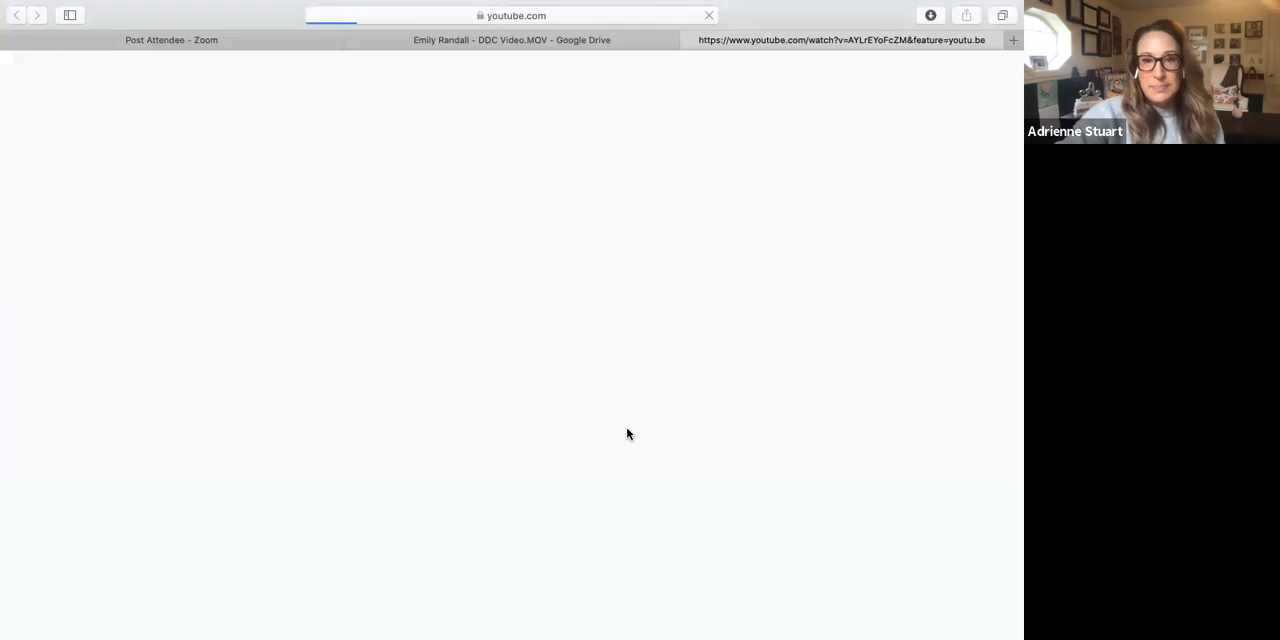 youtube.com
Post Attendee - Zoom
Emily Randall - DDC Video.MOV - Google Drive
https://www.youtube.com/watch?v=AYLrEYoFcZM&feature=youtu.be
Adrienne Stuart